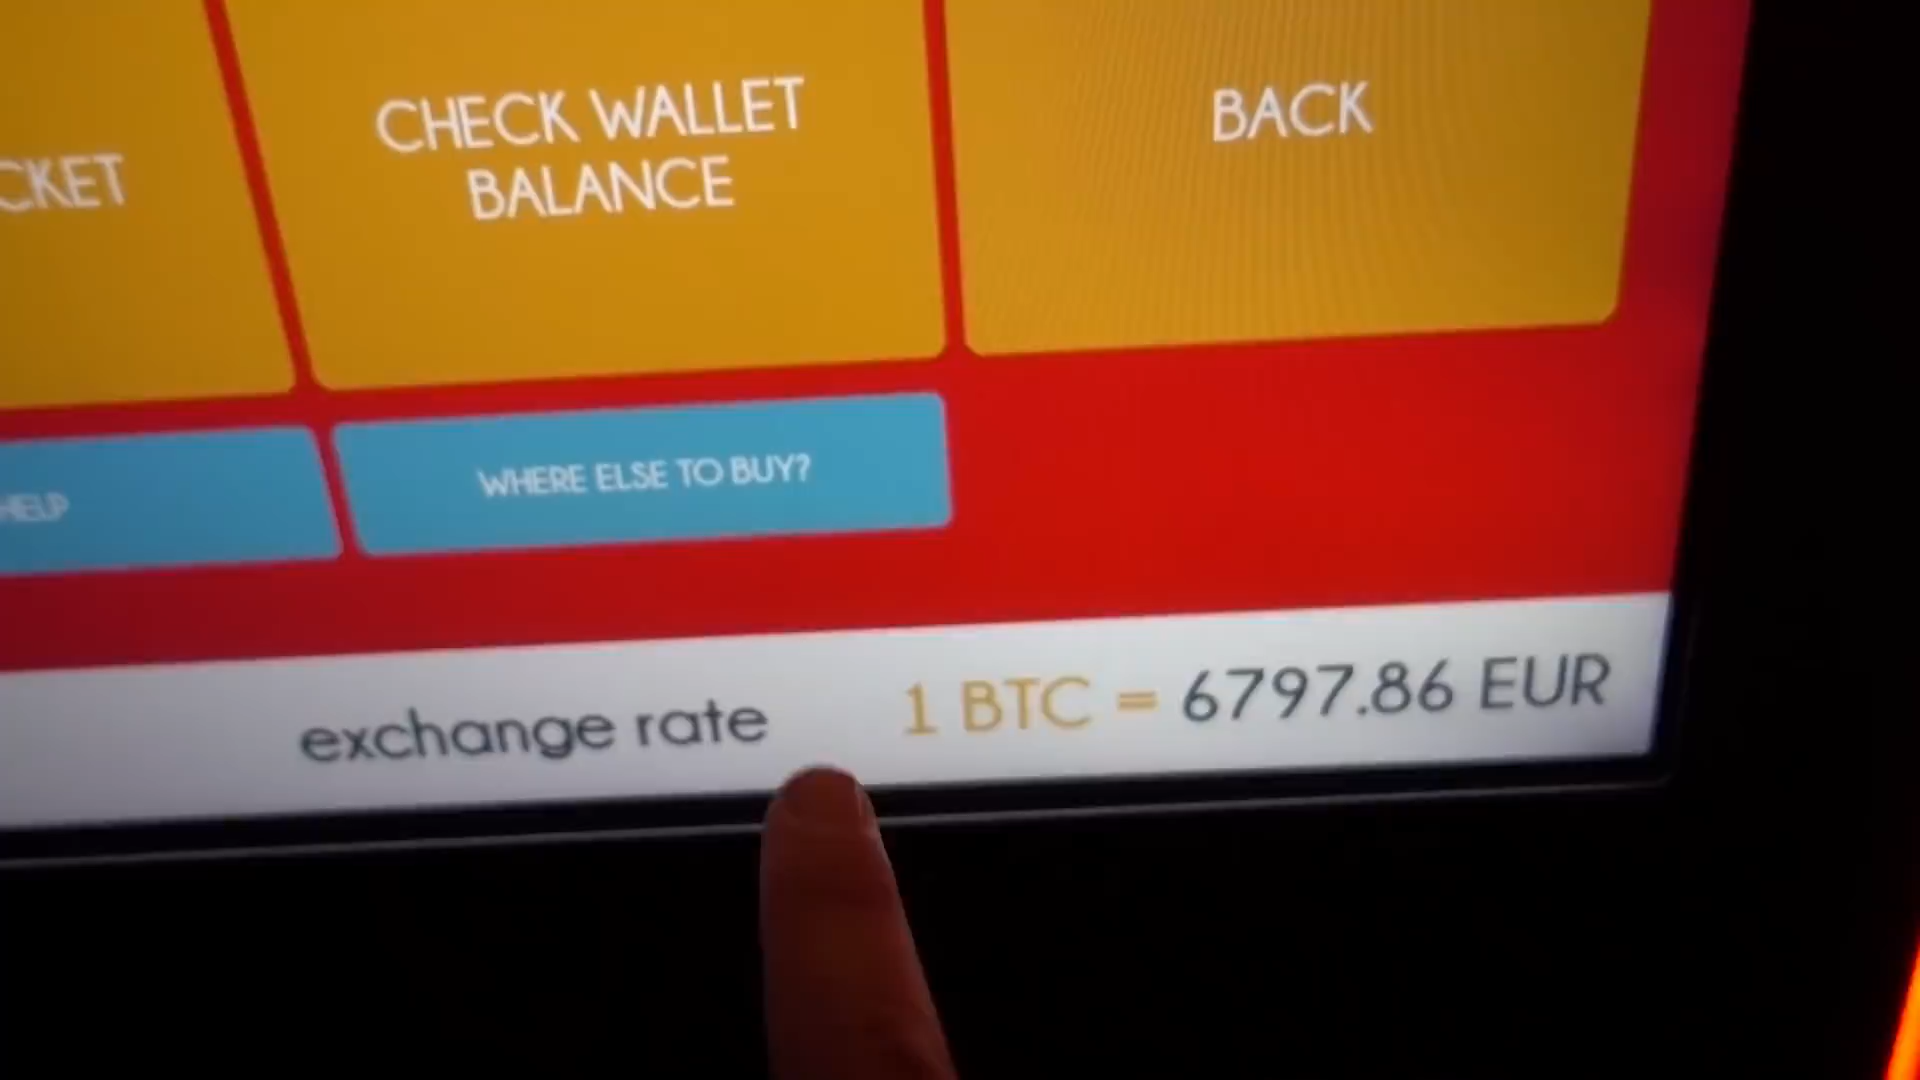 CKET
CHECK WALLET
BALANCE
BACK
HELP
WHERE ELSE TO BUY?
exchange rate 1 BTC = 6797.86 EUR